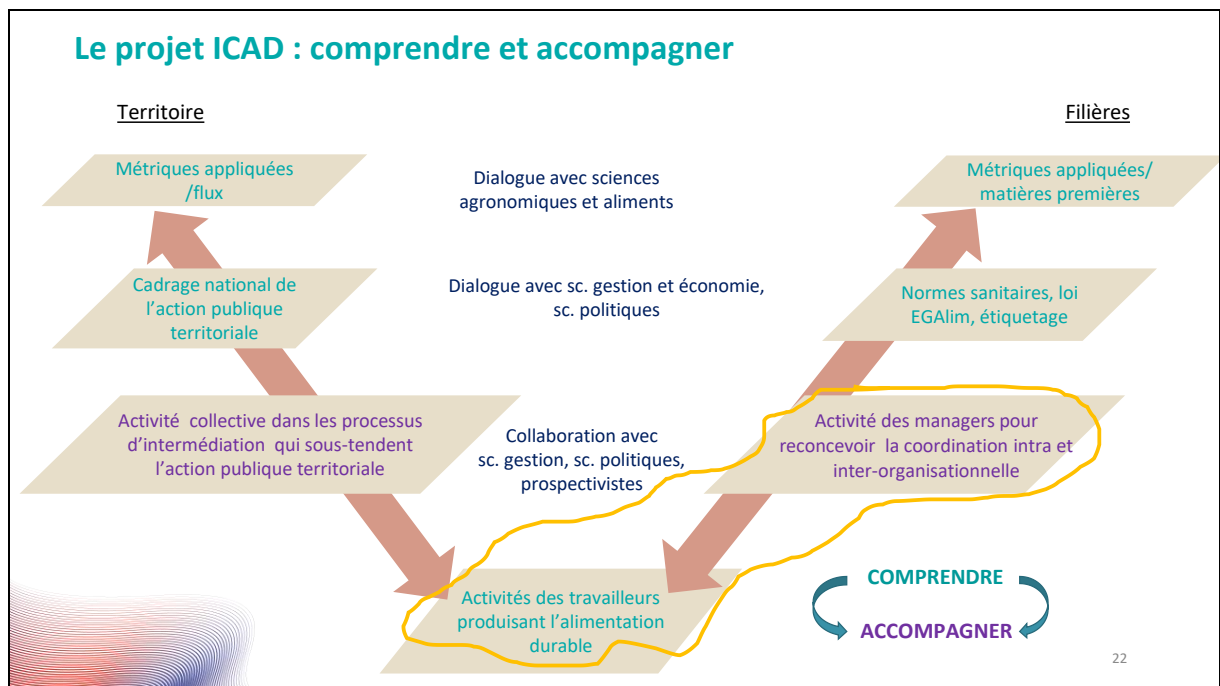 Le projet ICAD : comprendre et accompagner
Territoire
Filières
Métriques appliquées
/flux
Dialogue avec sciences
agronomiques et aliments
Métriques appliquées/
matières premières
Cadrage national de
l’action publique
territoriale
Dialogue avec sc. gestion et économie,
sc. politiques
Normes sanitaires, loi
EGAlim, étiquetage
Activité collective dans les processus
d’intermédiation qui sous-tendent
l’action publique territoriale
Collaboration avec
sc. gestion, sc. politiques,
prospectivistes
Activité des managers pour
reconcevoir la coordination intra et
inter-organisationnelle
Activités des travailleurs
produisant l’alimentation
durable
COMPRENDRE
ACCOMPAGNER
22